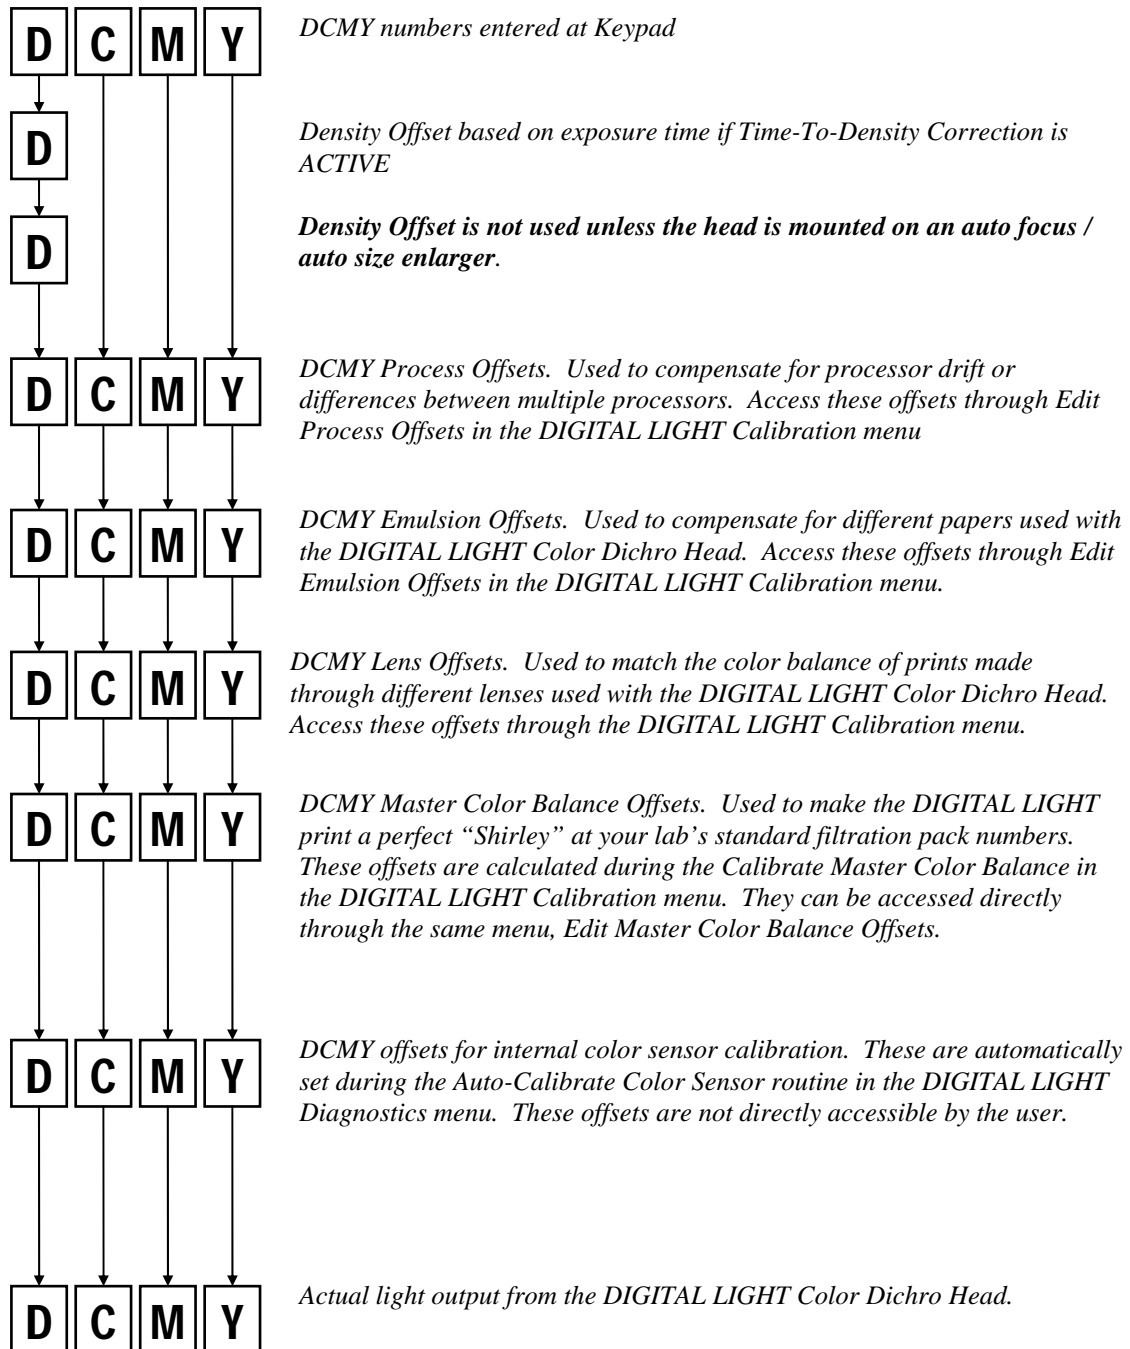 D C M Y
DCMY numbers entered at Keypad
D
Density Offset based on exposure time if Time-To-Density Correction is
ACTIVE
D
Density Offset is not used unless the head is mounted on an auto focus /
auto size enlarger.
D C M Y
DCMY Process Offsets.  Used to compensate for processor drift or
differences between multiple processors.  Access these offsets through Edit
Process Offsets in the DIGITAL LIGHT Calibration menu
D C M Y
DCMY Emulsion Offsets.  Used to compensate for different papers used with
the DIGITAL LIGHT Color Dichro Head.  Access these offsets through Edit
Emulsion Offsets in the DIGITAL LIGHT Calibration menu.
D C M Y
DCMY Lens Offsets.  Used to match the color balance of prints made
through different lenses used with the DIGITAL LIGHT Color Dichro Head.
Access these offsets through the DIGITAL LIGHT Calibration menu.
D C M Y
DCMY Master Color Balance Offsets.  Used to make the DIGITAL LIGHT
print a perfect “Shirley” at your lab’s standard filtration pack numbers.
These offsets are calculated during the Calibrate Master Color Balance in
the DIGITAL LIGHT Calibration menu.  They can be accessed directly
through the same menu, Edit Master Color Balance Offsets.
D C M Y
DCMY offsets for internal color sensor calibration.  These are automatically
set during the Auto-Calibrate Color Sensor routine in the DIGITAL LIGHT
Diagnostics menu.  These offsets are not directly accessible by the user.
D C M Y
Actual light output from the DIGITAL LIGHT Color Dichro Head.